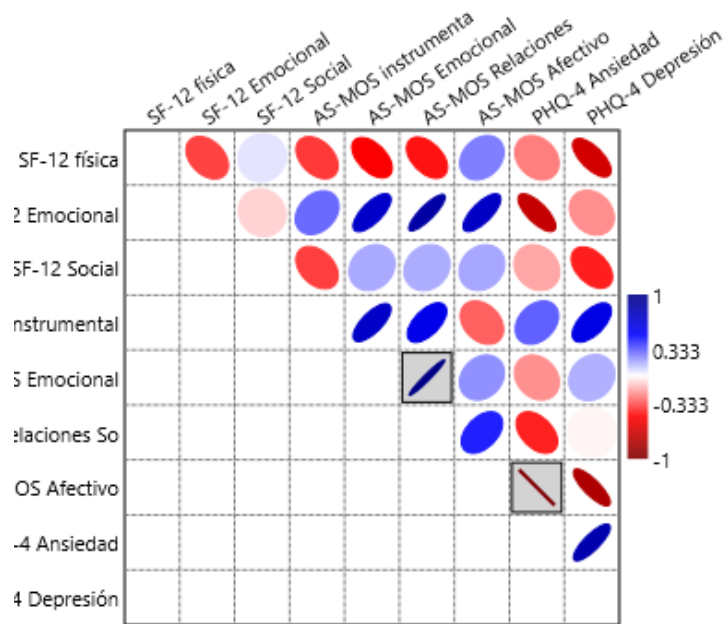 SF-12 física
SF-12 Emocional
SF-12 Social
AS-MOS instrumenta
AS-MOS Emocional
AS-MOS Relaciones
AS-MOS Afectivo
PHQ-4 Ansiedad
PHQ-4 Depresión
SF-12 física
2 Emocional
SF-12 Social
nstrumental
S Emocional
elaciones So
OS Afectivo
-4 Ansiedad
4 Depresión
1
0.333
-0.333
-1